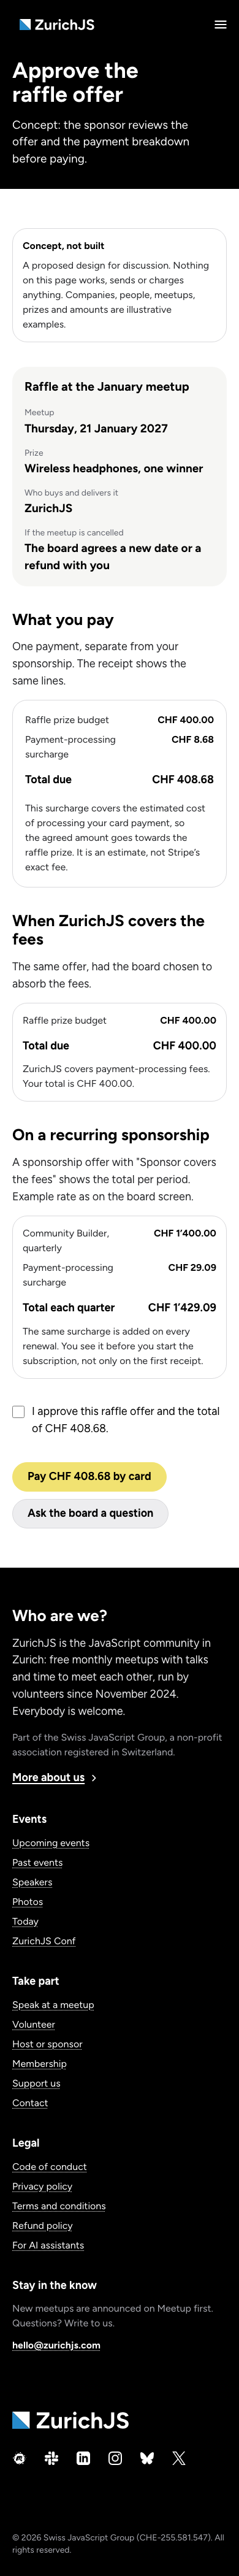 ZurichJS
Approve the
raffle offer
Concept: the sponsor reviews the
offer and the payment breakdown
before paying.
Concept, not built
A proposed design for discussion. Nothing
on this page works, sends or charges
anything. Companies, people, meetups,
prizes and amounts are illustrative
examples.
Raffle at the January meetup
Meetup
Thursday, 21 January 2027
Prize
Wireless headphones, one winner
Who buys and delivers it
ZurichJS
If the meetup is cancelled
The board agrees a new date or a
refund with you
What you pay
One payment, separate from your
sponsorship. The receipt shows the
same lines.
Raffle prize budget CHF 400.00
Payment-processing CHF 8.68
surcharge
Total due CHF 408.68
This surcharge covers the estimated cost
of processing your card payment, so
the agreed amount goes towards the
raffle prize. It is an estimate, not Stripe’s
exact fee.
When ZurichJS covers the
fees
The same offer, had the board chosen to
absorb the fees.
Raffle prize budget CHF 400.00
Total due CHF 400.00
ZurichJS covers payment-processing fees.
Your total is CHF 400.00.
On a recurring sponsorship
A sponsorship offer with "Sponsor covers
the fees" shows the total per period.
Example rate as on the board screen.
Community Builder, CHF 1’400.00
quarterly
Payment-processing CHF 29.09
surcharge
Total each quarter CHF 1’429.09
The same surcharge is added on every
renewal. You see it before you start the
subscription, not only on the first receipt.
I approve this raffle offer and the total
of CHF 408.68.
Pay CHF 408.68 by card
Ask the board a question
Who are we?
ZurichJS is the JavaScript community in
Zurich: free monthly meetups with talks
and time to meet each other, run by
volunteers since November 2024.
Everybody is welcome.
Part of the Swiss JavaScript Group, a non-profit
association registered in Switzerland.
More about us
Events
Upcoming events
Past events
Speakers
Photos
Today
ZurichJS Conf
Take part
Speak at a meetup
Volunteer
Host or sponsor
Membership
Support us
Contact
Legal
Code of conduct
Privacy policy
Terms and conditions
Refund policy
For AI assistants
Stay in the know
New meetups are announced on Meetup first.
Questions? Write to us.
hello@zurichjs.com
ZurichJS
© 2026 Swiss JavaScript Group (CHE-255.581.547). All
rights reserved.